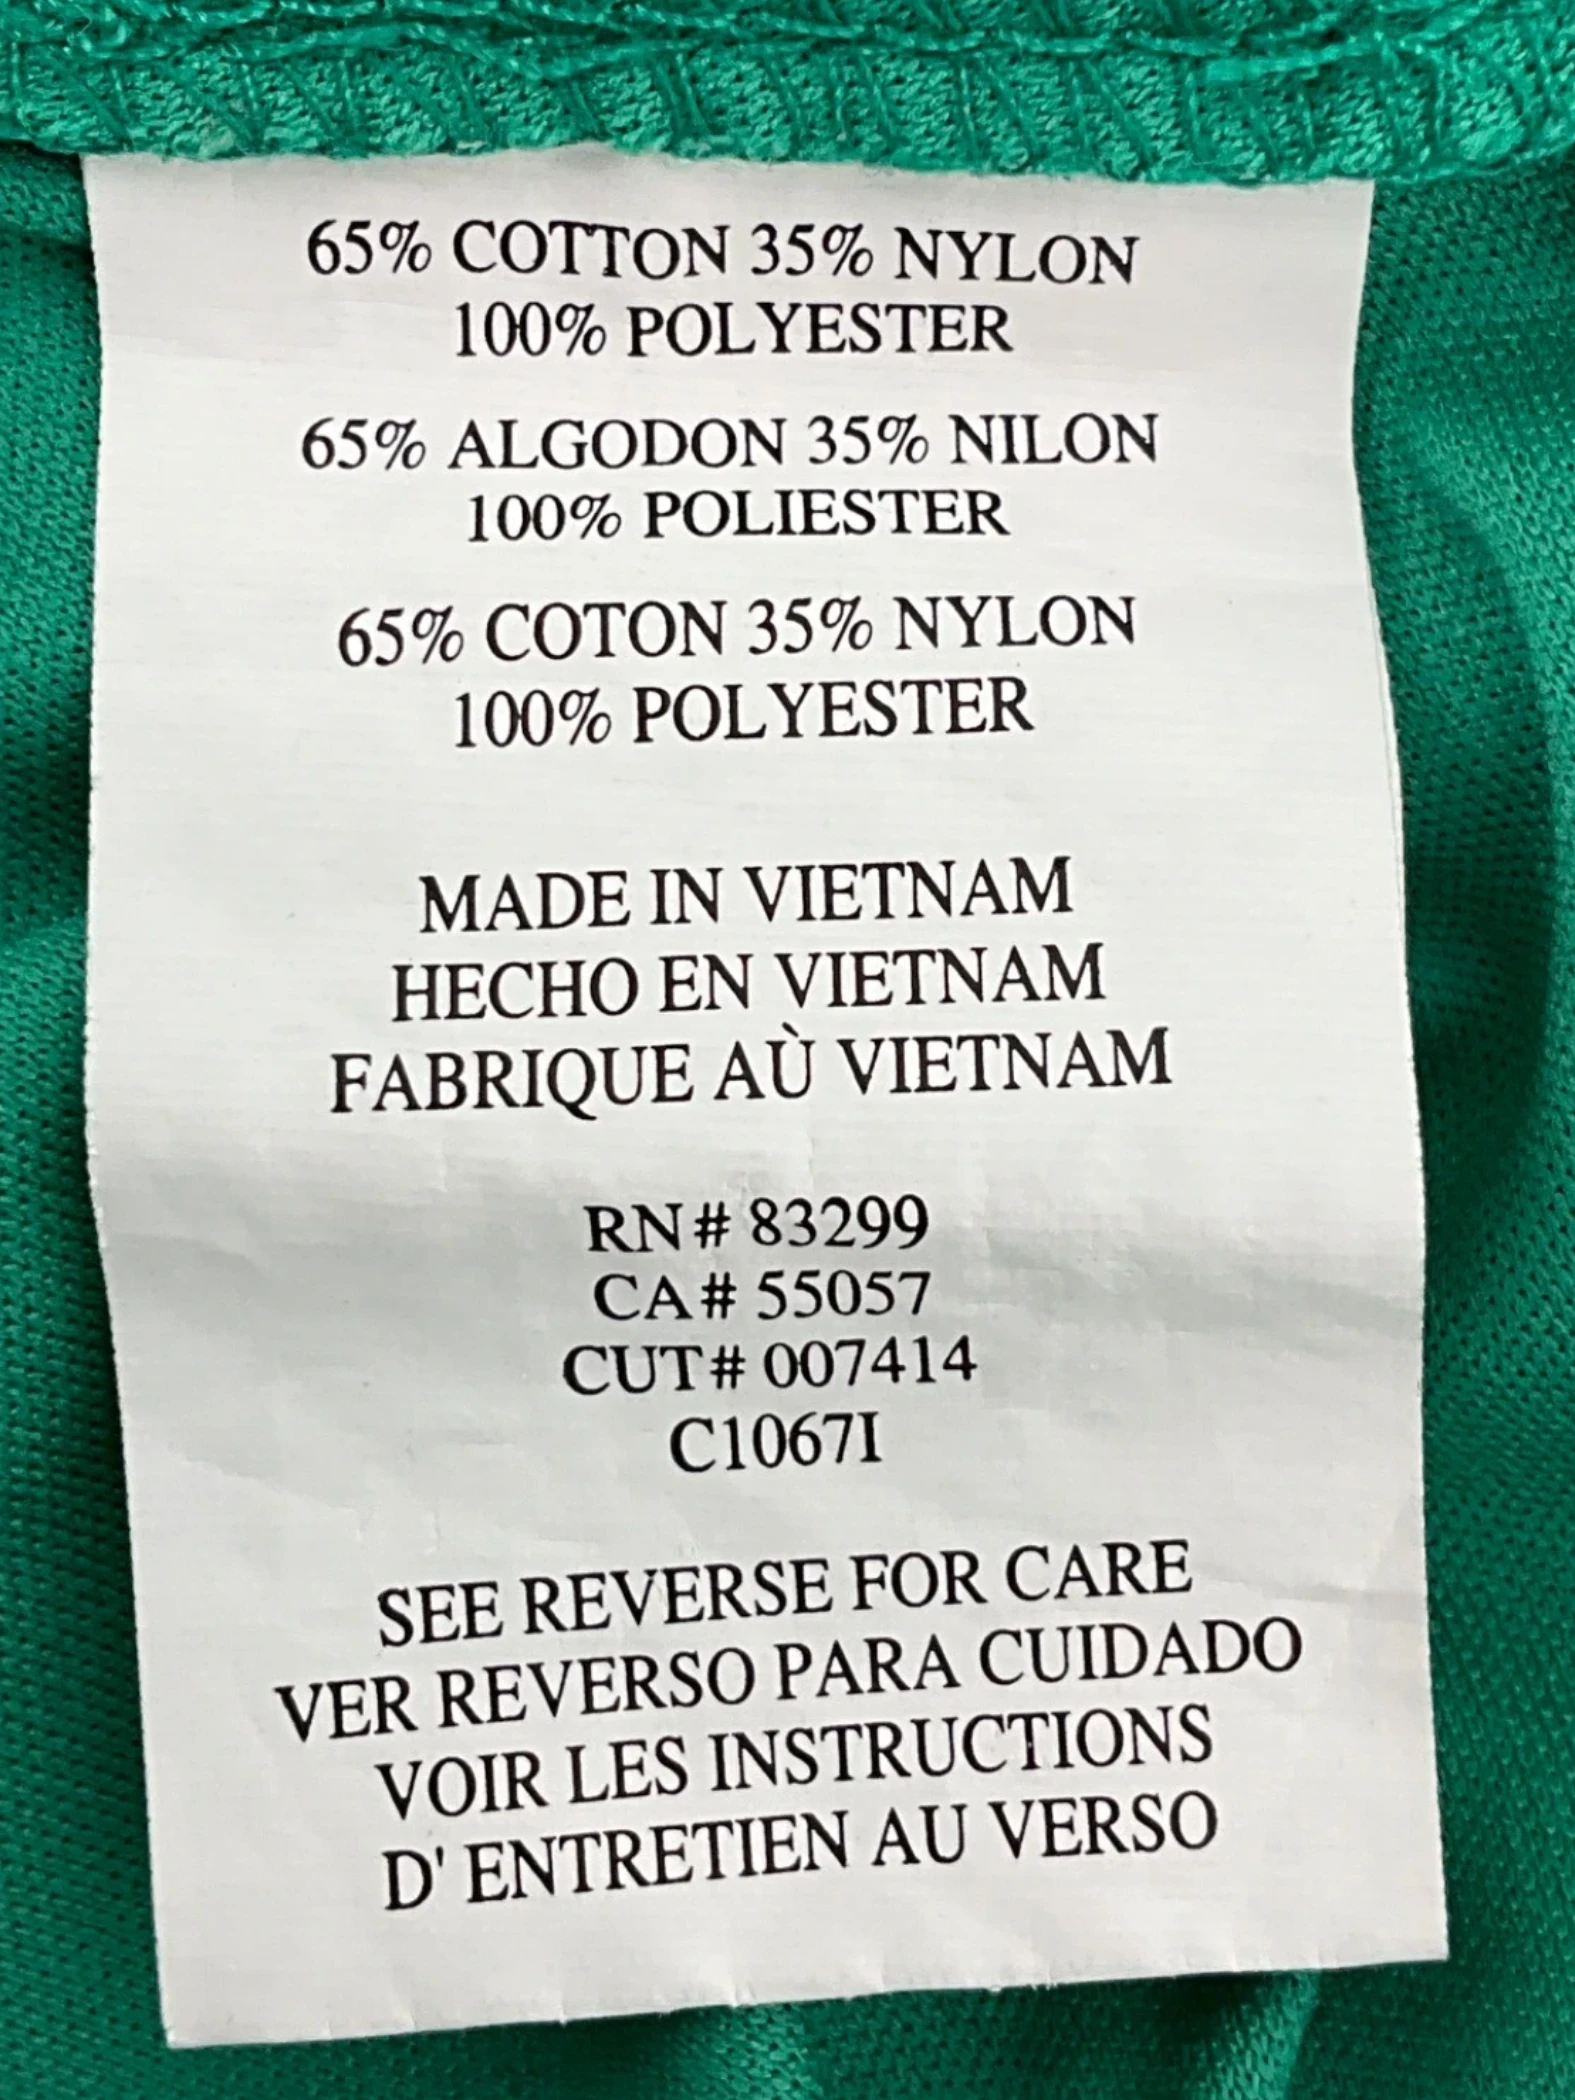 65% COTTON 35% NYLON
100% POLYESTER
65% ALGODON 35% NILON
100% POLIESTER
65% COTON 35% NYLON
100% POLYESTER
MADE IN VIETNAM
HECHO EN VIETNAM
FABRIQUE AÙ VIETNAM
RN# 83299
CA# 55057
CUT# 007414
C1067I
SEE REVERSE FOR CARE
VER REVERSO PARA CUIDADO
VOIR LES INSTRUCTIONS
D' ENTRETIEN AU VERSO